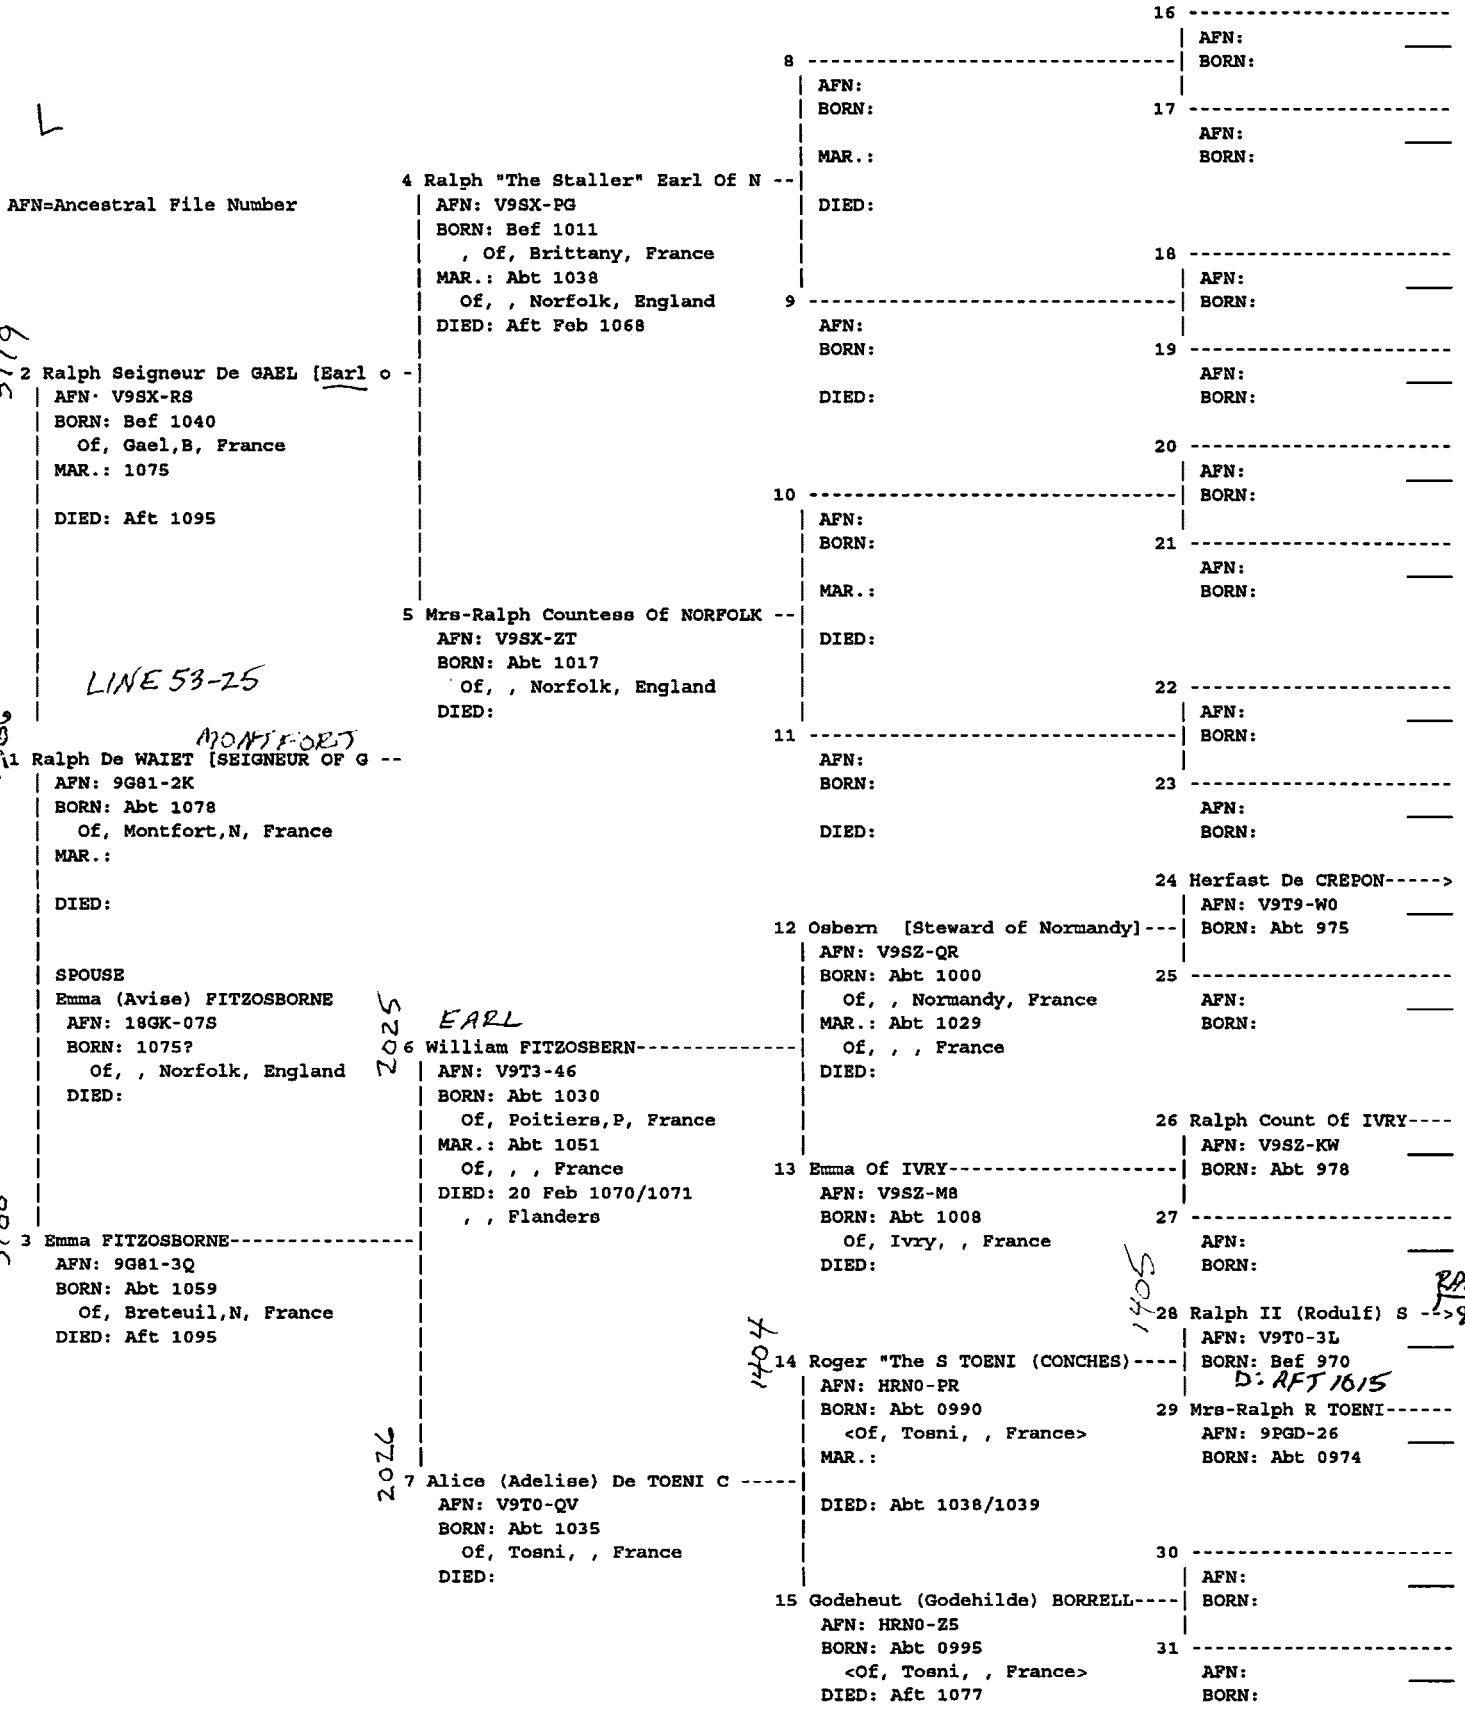 16
AFN:
BORN:
8
AFN:
BORN:
MAR.:
DIED:
17
AFN:
BORN:
L
AFN=Ancestral File Number
4 Ralph "The Staller" Earl Of N
AFN: V9SX-PG
BORN: Bef 1011
, Of, Brittany, France
MAR.: Abt 1038
Of, , Norfolk, England
DIED: Aft Feb 1068
18
AFN:
BORN:
9
AFN:
BORN:
DIED:
19
AFN:
BORN:
2 Ralph Seigneur De GAEL [Earl o
AFN: V9SX-RS
BORN: Bef 1040
Of, Gael,B, France
MAR.: 1075
DIED: Aft 1095
20
AFN:
BORN:
10
AFN:
BORN:
MAR.:
DIED:
21
AFN:
BORN:
5 Mrs-Ralph Countess Of NORFOLK
AFN: V9SX-ZT
BORN: Abt 1017
Of, , Norfolk, England
DIED:
LINE 53-25
22
AFN:
BORN:
11
AFN:
BORN:
DIED:
23
AFN:
BORN:
MONTFORT
1 Ralph De WAIET [SEIGNEUR OF G --
AFN: 9G81-2K
BORN: Abt 1078
Of, Montfort,N, France
MAR.:
DIED:
SPOUSE
Emma (Avise) FITZOSBORNE
AFN: 18GK-07S
BORN: 1075?
Of, , Norfolk, England
DIED:
24 Herfast De CREPON----->
AFN: V9T9-W0
BORN: Abt 975
12 Osbern [Steward of Normandy]---
AFN: V9SZ-QR
BORN: Abt 1000
Of, , Normandy, France
MAR.: Abt 1029
Of, , , France
DIED:
25
AFN:
BORN:
2025
EARL
6 William FITZOSBERN
AFN: V9T3-46
BORN: Abt 1030
Of, Poitiers,P, France
MAR.: Abt 1051
Of, , , France
DIED: 20 Feb 1070/1071
, , Flanders
26 Ralph Count Of IVRY----
AFN: V9SZ-KW
BORN: Abt 978
13 Emma Of IVRY
AFN: V9SZ-M8
BORN: Abt 1008
Of, Ivry, , France
DIED:
27
AFN:
BORN:
3 Emma FITZOSBORNE
AFN: 9G81-3Q
BORN: Abt 1059
Of, Breteuil,N, France
DIED: Aft 1095
1405
28 Ralph II (Rodulf) S -->
AFN: V9T0-3L
BORN: Bef 970
D: AFT 1015
1404
14 Roger "The S TOENI (CONCHES)----
AFN: HRN0-PR
BORN: Abt 0990
<Of, Tosni, , France>
MAR.:
DIED: Abt 1038/1039
29 Mrs-Ralph R TOENI------
AFN: 9PGD-26
BORN: Abt 0974
2026
7 Alice (Adelise) De TOENI C -----
AFN: V9T0-QV
BORN: Abt 1035
Of, Tosni, , France
DIED:
30
AFN:
BORN:
15 Godeheut (Godehilde) BORRELL----
AFN: HRN0-Z5
BORN: Abt 0995
<Of, Tosni, , France>
DIED: Aft 1077
31
AFN:
BORN: